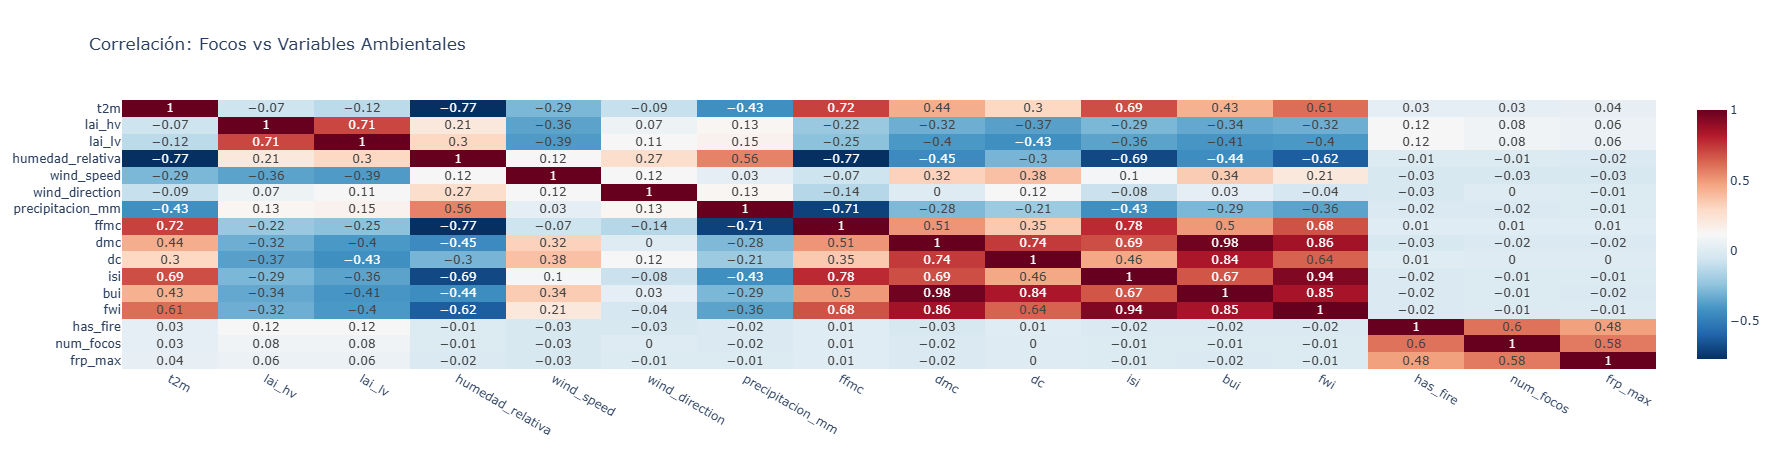 Correlación: Focos vs Variables Ambientales
t2m 1 −0.07 −0.12 −0.77 −0.29 −0.09 −0.43 0.72 0.44 0.3 0.69 0.43 0.61 0.03 0.03 0.04
lai_hv −0.07 1 0.71 0.21 −0.36 0.07 0.13 −0.22 −0.32 −0.37 −0.29 −0.34 −0.32 0.12 0.08 0.06
lai_lv −0.12 0.71 1 0.3 −0.39 0.11 0.15 −0.25 −0.4 −0.43 −0.36 −0.41 −0.4 0.12 0.08 0.06
humedad_relativa −0.77 0.21 0.3 1 0.12 0.27 0.56 −0.77 −0.45 −0.3 −0.69 −0.44 −0.62 −0.01 −0.01 −0.02
wind_speed −0.29 −0.36 −0.39 0.12 1 0.12 0.03 −0.07 0.32 0.38 0.1 0.34 0.21 −0.03 −0.03 −0.03
wind_direction −0.09 0.07 0.11 0.27 0.12 1 0.13 −0.14 0 0.12 −0.08 0.03 −0.04 −0.03 0 −0.01
precipitacion_mm −0.43 0.13 0.15 0.56 0.03 0.13 1 −0.71 −0.28 −0.21 −0.43 −0.29 −0.36 −0.02 −0.02 −0.01
ffmc 0.72 −0.22 −0.25 −0.77 −0.07 −0.14 −0.71 1 0.51 0.35 0.78 0.5 0.68 0.01 0.01 0.01
dmc 0.44 −0.32 −0.4 −0.45 0.32 0 −0.28 0.51 1 0.74 0.69 0.98 0.86 −0.03 −0.02 −0.02
dc 0.3 −0.37 −0.43 −0.3 0.38 0.12 −0.21 0.35 0.74 1 0.46 0.84 0.64 0.01 0 0
isi 0.69 −0.29 −0.36 −0.69 0.1 −0.08 −0.43 0.78 0.69 0.46 1 0.67 0.94 −0.02 −0.01 −0.01
bui 0.43 −0.34 −0.41 −0.44 0.34 0.03 −0.29 0.5 0.98 0.84 0.67 1 0.85 −0.02 −0.01 −0.02
fwi 0.61 −0.32 −0.4 −0.62 0.21 −0.04 −0.36 0.68 0.86 0.64 0.94 0.85 1 −0.02 −0.01 −0.01
has_fire 0.03 0.12 0.12 −0.01 −0.03 −0.03 −0.02 0.01 −0.03 0.01 −0.02 −0.02 −0.02 1 0.6 0.48
num_focos 0.03 0.08 0.08 −0.01 −0.03 0 −0.02 0.01 −0.02 0 −0.01 −0.01 −0.01 0.6 1 0.58
frp_max 0.04 0.06 0.06 −0.02 −0.03 −0.01 −0.01 0.01 −0.02 0 −0.01 −0.02 −0.01 0.48 0.58 1
t2m lai_hv lai_lv humedad_relativa wind_speed wind_direction precipitacion_mm ffmc dmc dc isi bui fwi has_fire num_focos frp_max
1
0.5
0
−0.5